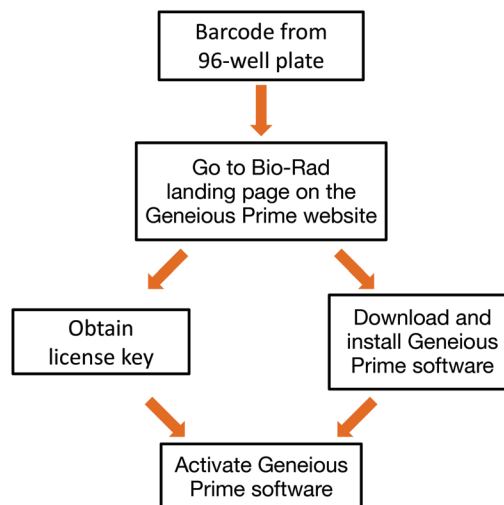 Barcode from
96-well plate
Go to Bio-Rad
landing page on the
Geneious Prime website
Obtain
license key
Download and
install Geneious
Prime software
Activate Geneious
Prime software